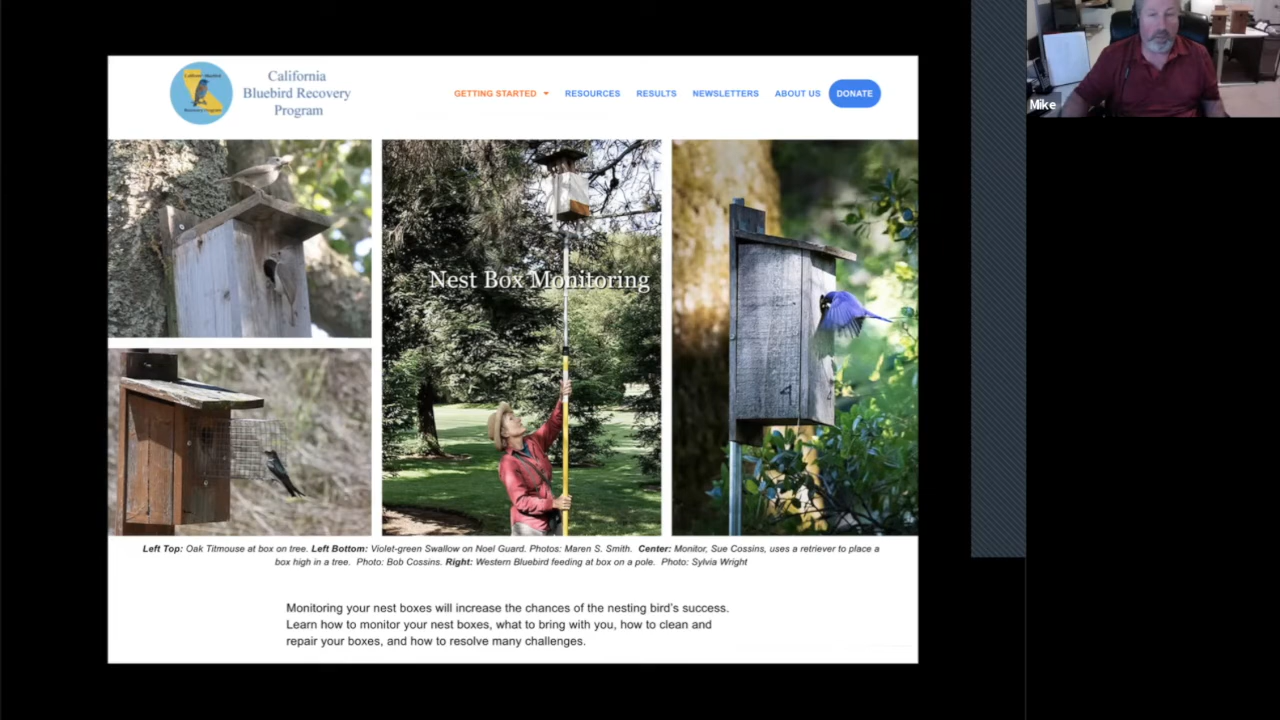 California
Bluebird Recovery
Program
GETTING STARTED
RESOURCES
RESULTS
NEWSLETTERS
ABOUT US
DONATE
Mike
Nest Box Monitoring
4
Left Top: Oak Titmouse at box on tree. Left Bottom: Violet-green Swallow on Noel Guard. Photos: Maren S. Smith. Center: Monitor, Sue Cossins, uses a retriever to place a
box high in a tree. Photo: Bob Cossins. Right: Western Bluebird feeding at box on a pole. Photo: Sylvia Wright
Monitoring your nest boxes will increase the chances of the nesting bird's success.
Learn how to monitor your nest boxes, what to bring with you, how to clean and
repair your boxes, and how to resolve many challenges.